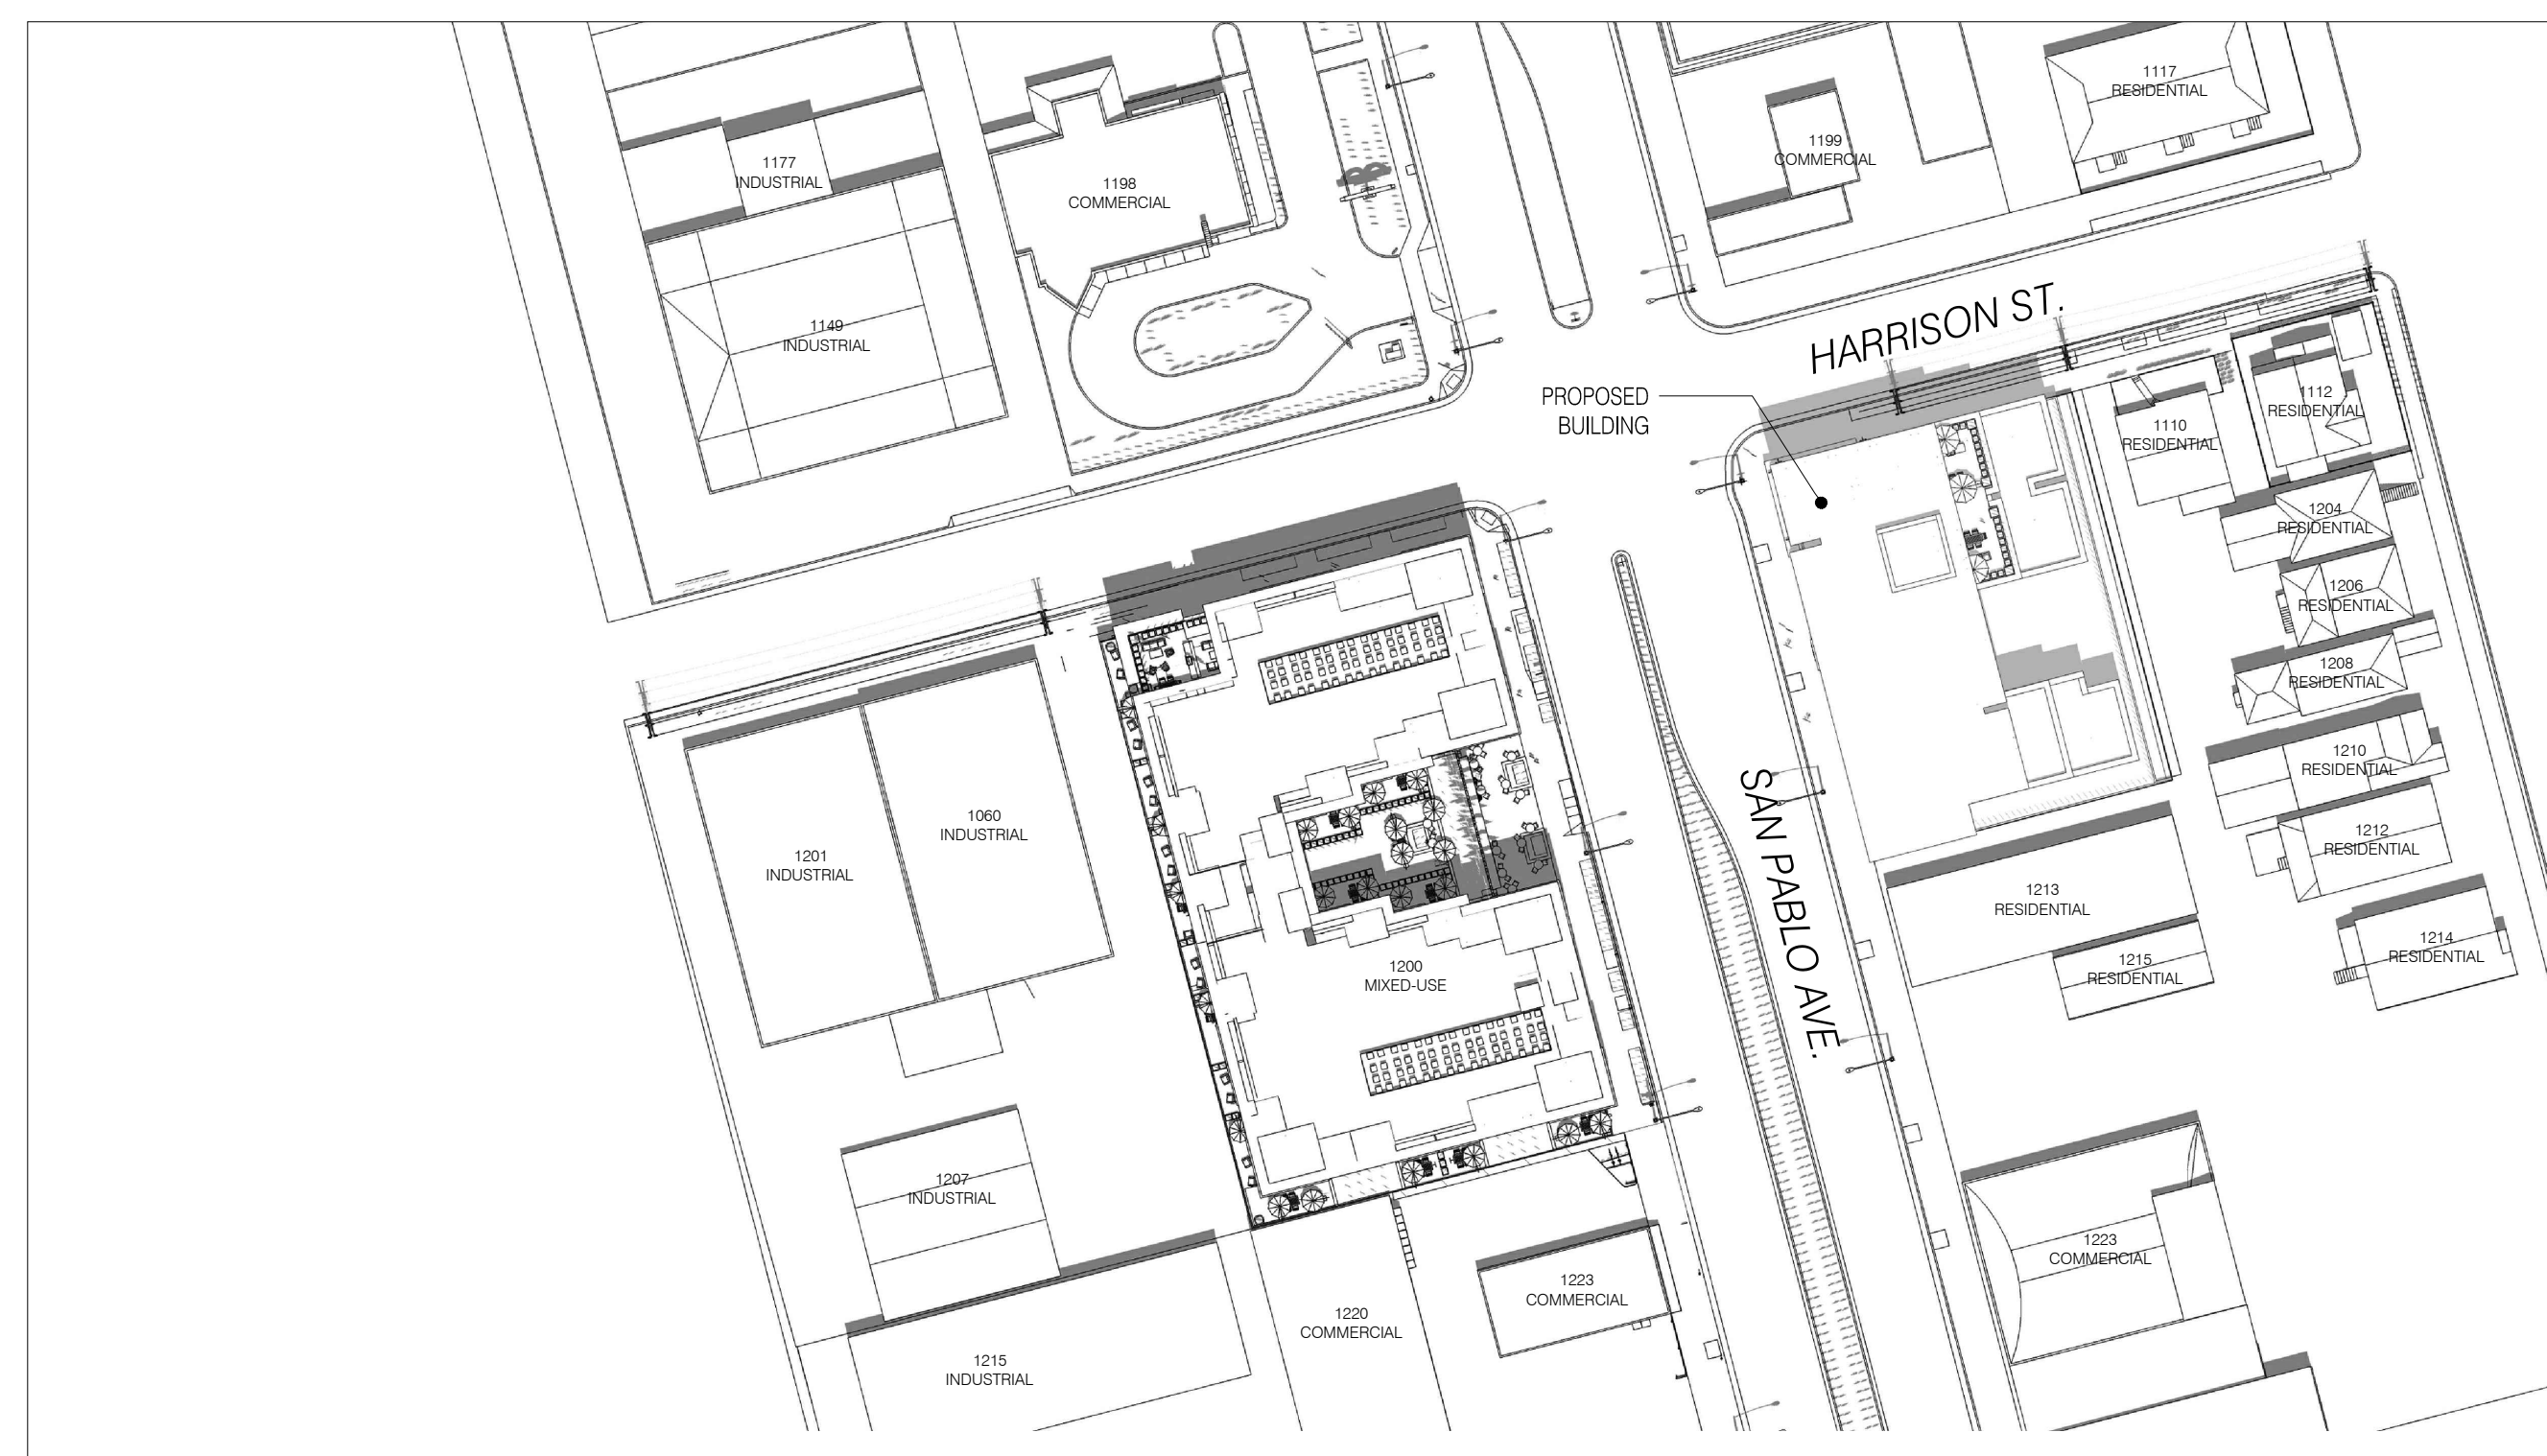 1117
RESIDENTIAL
1199
COMMERCIAL
1177
INDUSTRIAL
1198
COMMERCIAL
1149
INDUSTRIAL
HARRISON ST.
PROPOSED
BUILDING
1112
RESIDENTIAL
1110
RESIDENTIAL
1204
RESIDENTIAL
1206
RESIDENTIAL
1208
RESIDENTIAL
1210
RESIDENTIAL
SAN PABLO AVE.
1060
INDUSTRIAL
1201
INDUSTRIAL
1212
RESIDENTIAL
1213
RESIDENTIAL
1214
RESIDENTIAL
1215
RESIDENTIAL
1200
MIXED-USE
1207
INDUSTRIAL
1223
COMMERCIAL
1223
COMMERCIAL
1220
COMMERCIAL
1215
INDUSTRIAL